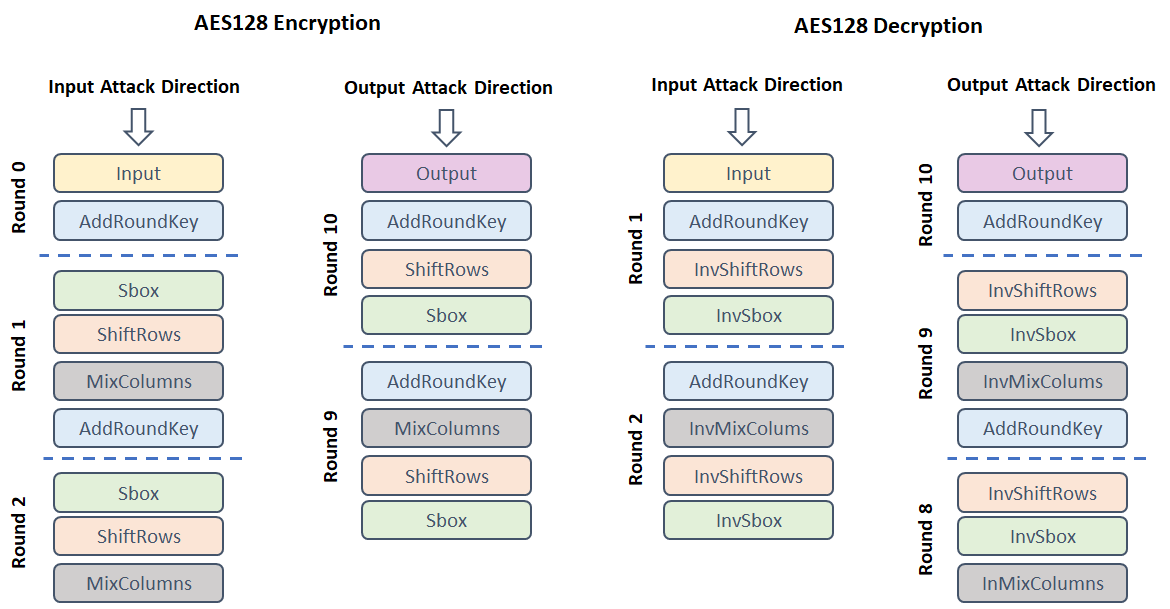 AES128 Encryption
Input Attack Direction
Round 0
Input
AddRoundKey
Round 1
Sbox
ShiftRows
MixColumns
AddRoundKey
Round 2
Sbox
ShiftRows
MixColumns
Output Attack Direction
Round 10
Output
AddRoundKey
ShiftRows
Sbox
Round 9
AddRoundKey
MixColumns
ShiftRows
Sbox
AES128 Decryption
Input Attack Direction
Round 1
Input
AddRoundKey
InvShiftRows
InvSbox
Round 2
AddRoundKey
InvMixColums
InvShiftRows
InvSbox
Output Attack Direction
Round 10
Output
AddRoundKey
Round 9
InvShiftRows
InvSbox
InvMixColums
AddRoundKey
Round 8
InvShiftRows
InvSbox
InMixColumns